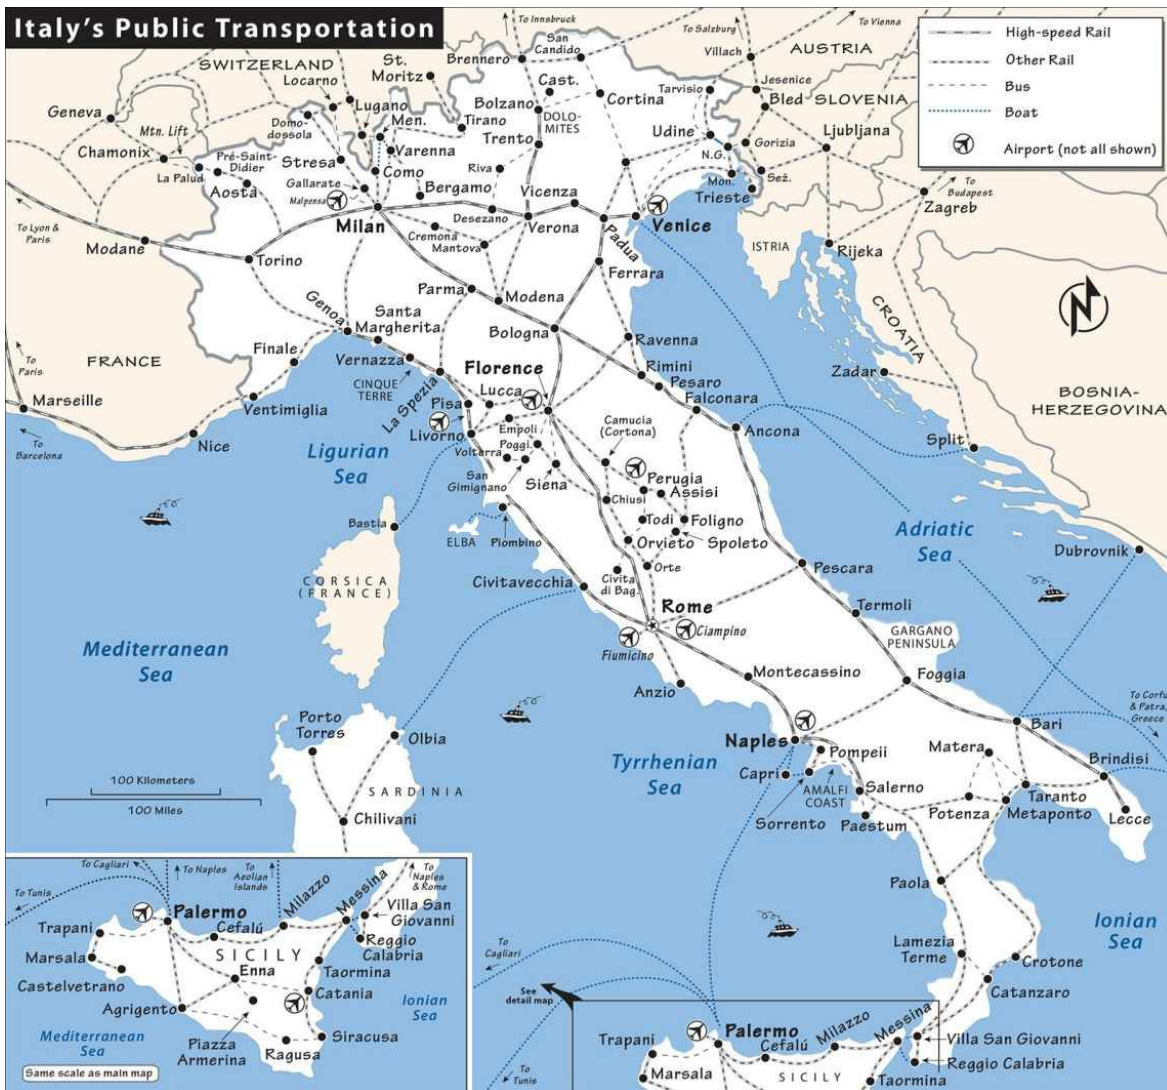 Italy's Public Transportation
High-speed Rail
Other Rail
Bus
Boat
Airport (not all shown)
To Innsbruck
To Salzburg
To Vienna
SWITZERLAND
AUSTRIA
SLOVENIA
Locarno
St.
Moritz
Brennero
San
Candido
Villach
Jesenice
Bled
Tarvisio
Geneva
Lugano
Men.
Cast.
Bolzano
Cortina
DOLO-
MITES
Domo-
dossola
Tirano
Trento
Udine
Ljubljana
Mtn. Lift
Chamonix
Pré-Saint-
Didier
Stresa
Varenna
Riva
N.G.
Gorizia
La Palud
Aosta
Gallarate
Malpensa
Como
Bergamo
Vicenza
Mon.
Trieste
Sež.
To
Budapest
Zagreb
Milan
Desezano
Verona
Padua
Venice
Cremona
Mantova
To Lyon &
Paris
Modane
Torino
ISTRIA
Rijeka
Ferrara
Parma
Modena
Genoa
Santa
Margherita
Bologna
Ravenna
CROATIA
N
Finale
Vernazza
CINQUE
TERRE
La Spezia
Florence
Rimini
Pesaro
Falconara
Zadar
FRANCE
To
Paris
Marseille
To
Barcelona
Nice
Ventimiglia
Lucca
Pisa
Livorno
Empoli
Poggi.
Volterra
San
Gimignano
Siena
Camucia
(Cortona)
Ancona
BOSNIA-
HERZEGOVINA
Split
Ligurian
Sea
Perugia
Assisi
Chiusi
Todi
Foligno
Orvieto
Spoleto
Bastia
ELBA
Piombino
Adriatic
Sea
Dubrovnik
CORSICA
(FRANCE)
Civitavecchia
Civita
di Bag.
Orte
Pescara
Rome
Ciampino
Fiumicino
Termoli
GARGANO
PENINSULA
Mediterranean
Sea
Anzio
Montecassino
Foggia
To Corfu
& Patra,
Greece
Porto
Torres
Olbia
Naples
Pompeii
Bari
Matera
Brindisi
Tyrrhenian
Sea
Capri
AMALFI
COAST
Salerno
Sorrento
Paestum
Potenza
Metaponto
Taranto
Lecce
100 Kilometers
100 Miles
SARDINIA
Chilivani
Paola
Ionian
Sea
Lamezia
Terme
Crotone
Catanzaro
To
Cagliari
See
detail map
Palermo
Trapani
Cefalú
Milazzo
Messina
Villa San Giovanni
Reggio Calabria
Marsala
SICILY
Taormina
To
Tunis
To Cagliari
To Naples
To
Aeolian
Islands
To
Naples
& Rome
To Tunis
Palermo
Milazzo
Messina
Villa San
Giovanni
Trapani
Cefalú
Reggio
Calabria
Marsala
SICILY
Castelvetrano
Enna
Taormina
Agrigento
Catania
Ionian
Sea
Mediterranean
Sea
Piazza
Armerina
Ragusa
Siracusa
Same scale as main map